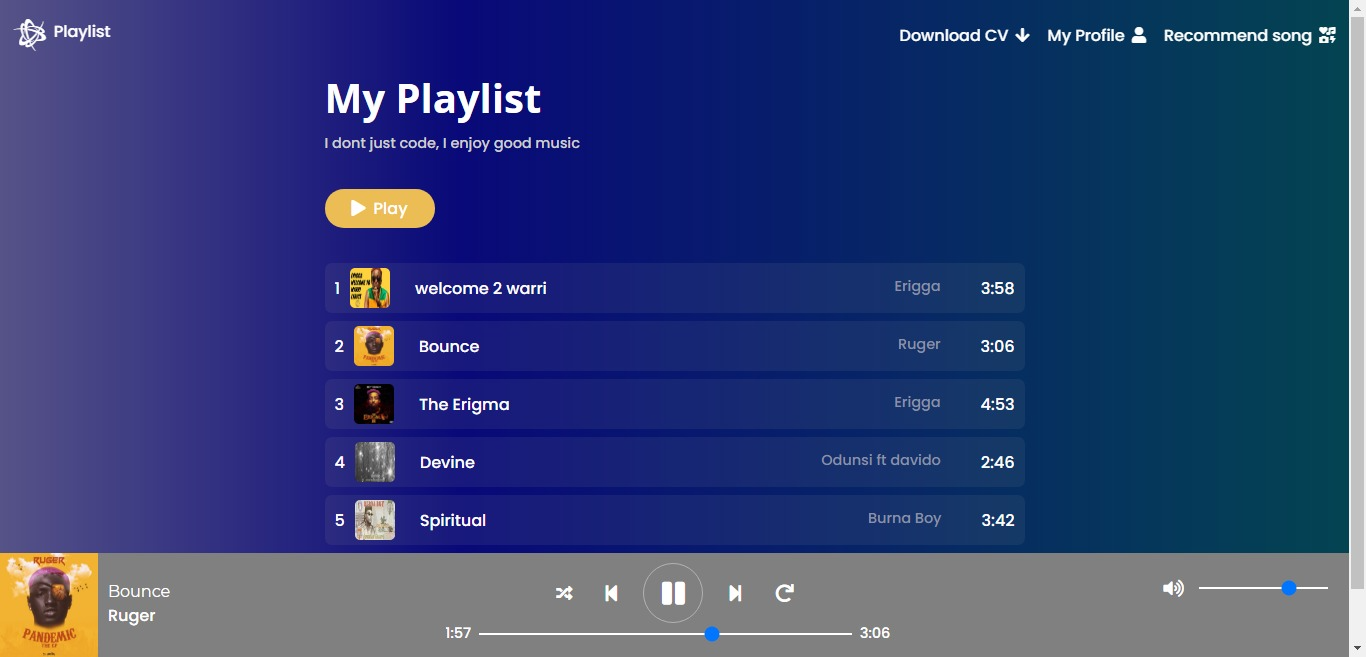 Playlist
Download CV My Profile Recommend song
My Playlist
I dont just code, I enjoy good music
Play
1 welcome 2 warri Erigga 3:58
2 Bounce Ruger 3:06
3 The Erigma Erigga 4:53
4 Devine Odunsi ft davido 2:46
5 Spiritual Burna Boy 3:42
RUGER
PANDEMIC
THE EP
Bounce
Ruger
1:57 3:06